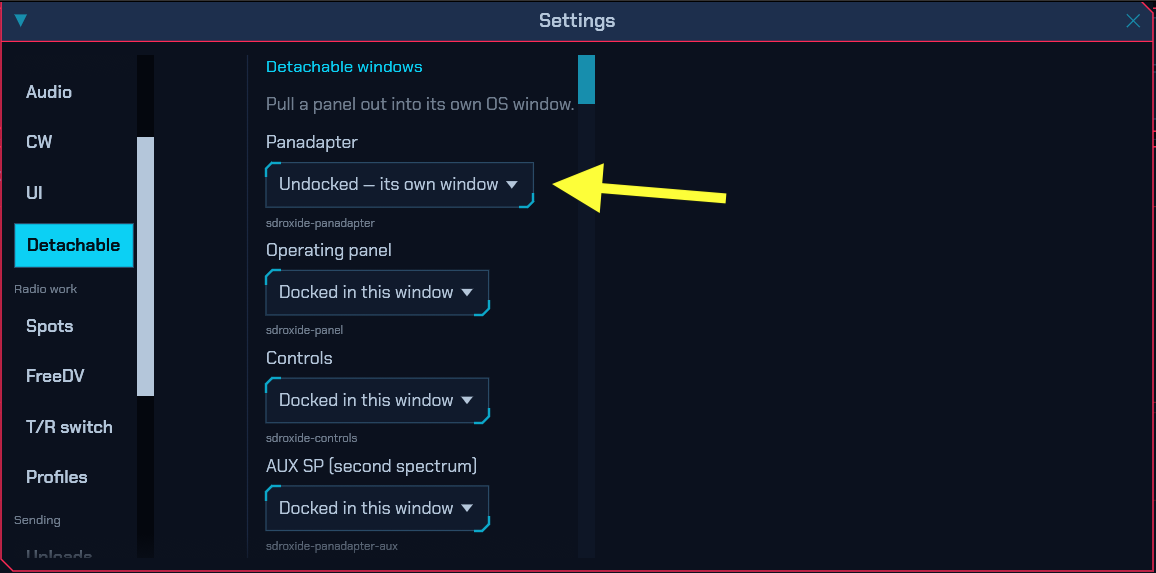 Settings
Audio
CW
UI
Detachable
Radio work
Spots
FreeDV
T/R switch
Profiles
Sending
Uploads
Detachable windows
Pull a panel out into its own OS window.
Panadapter
Undocked — its own window
sdroxide-panadapter
Operating panel
Docked in this window
sdroxide-panel
Controls
Docked in this window
sdroxide-controls
AUX SP (second spectrum)
Docked in this window
sdroxide-panadapter-aux